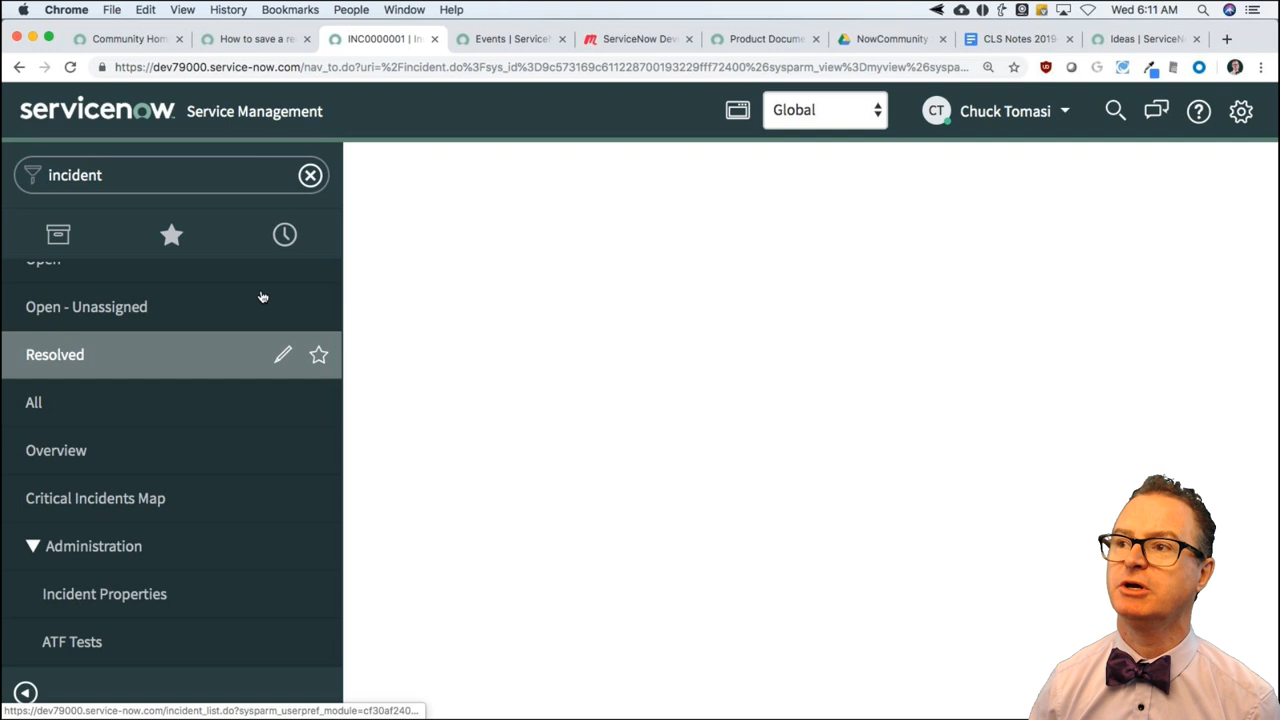 Chrome File Edit View History Bookmarks People Window Help Wed 6:11 AM
Community Hom How to save a re INC0000001 | In Events | Service ServiceNow Dev Product Docume NowCommunity CLS Notes 2019 Ideas | ServiceN
https://dev79000.service-now.com/nav_to.do?uri=%2Fincident.do%3Fsys_id%3D9c573169c611228700193229fff72400%26sysparm_view%3Dmyview%26syspa...
servicenow Service Management Global CT Chuck Tomasi
incident
Open
Open - Unassigned
Resolved
All
Overview
Critical Incidents Map
Administration
Incident Properties
ATF Tests
https://dev79000.service-now.com/incident_list.do?sysparm_userpref_module=cf30af240...